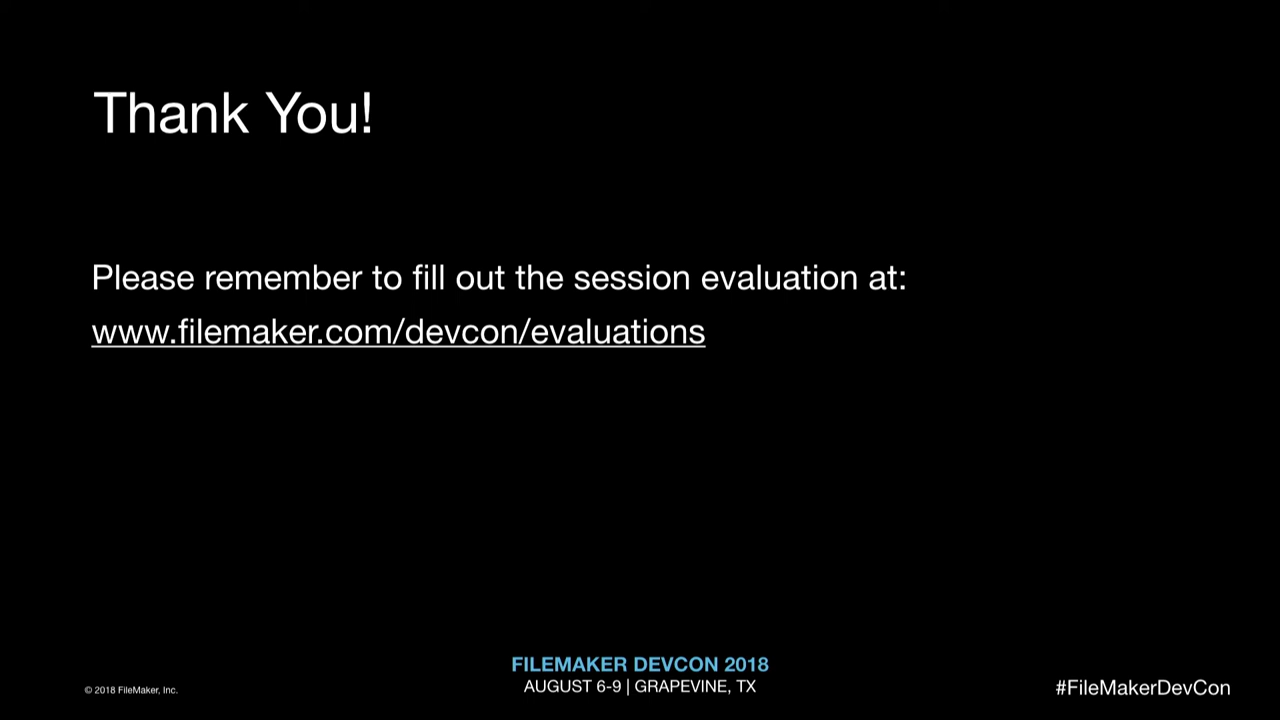 Thank You!
Please remember to fill out the session evaluation at:
www.filemaker.com/devcon/evaluations
FILEMAKER DEVCON 2018
© 2018 FileMaker, Inc.
AUGUST 6-9 | GRAPEVINE, TX
#FileMakerDevCon